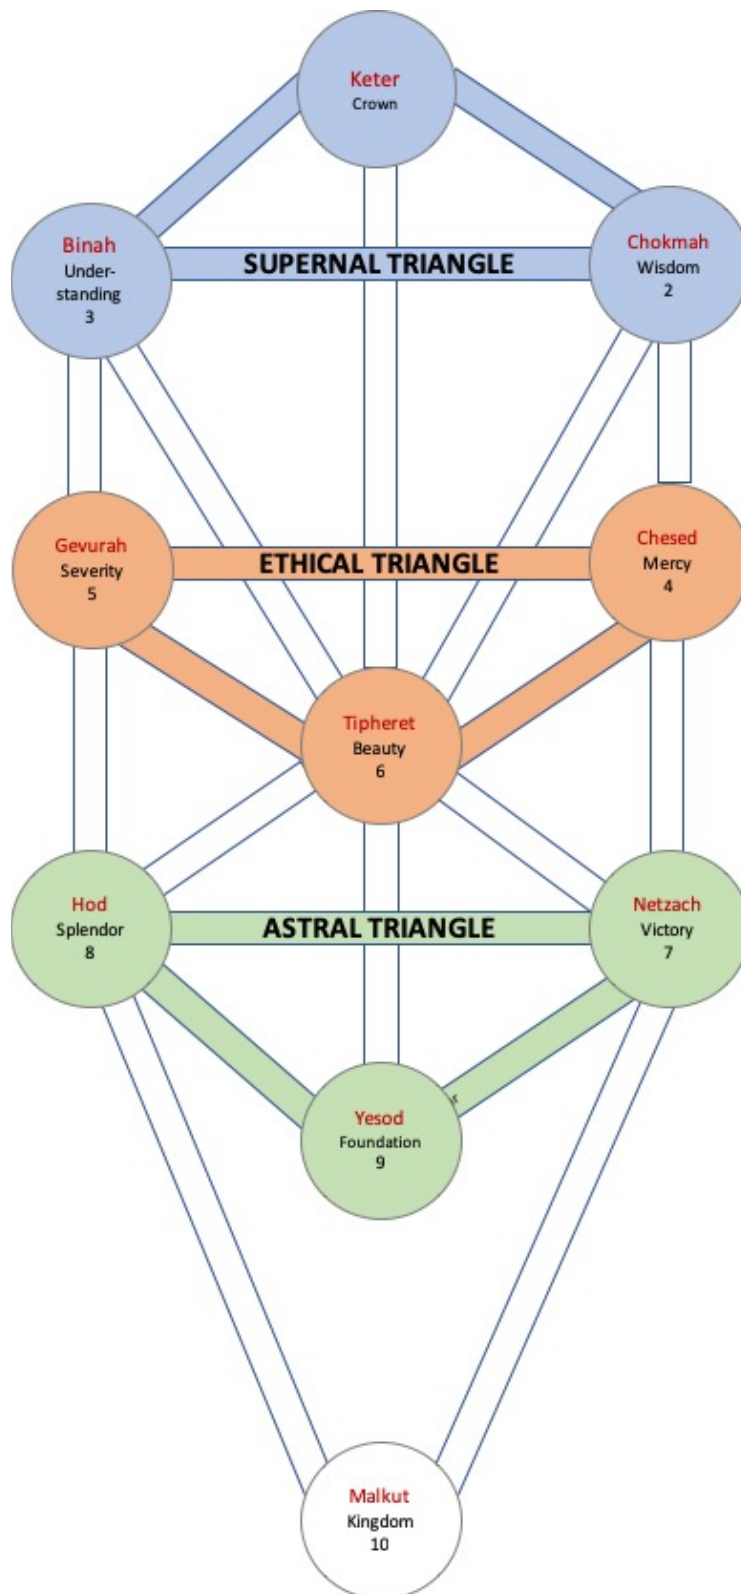 Keter
Crown
Binah
Under-
standing
3
SUPERNAL TRIANGLE
Chokmah
Wisdom
2
Gevurah
Severity
5
ETHICAL TRIANGLE
Chesed
Mercy
4
Tipheret
Beauty
6
Hod
Splendor
8
ASTRAL TRIANGLE
Netzach
Victory
7
Yesod
Foundation
9
Malkut
Kingdom
10